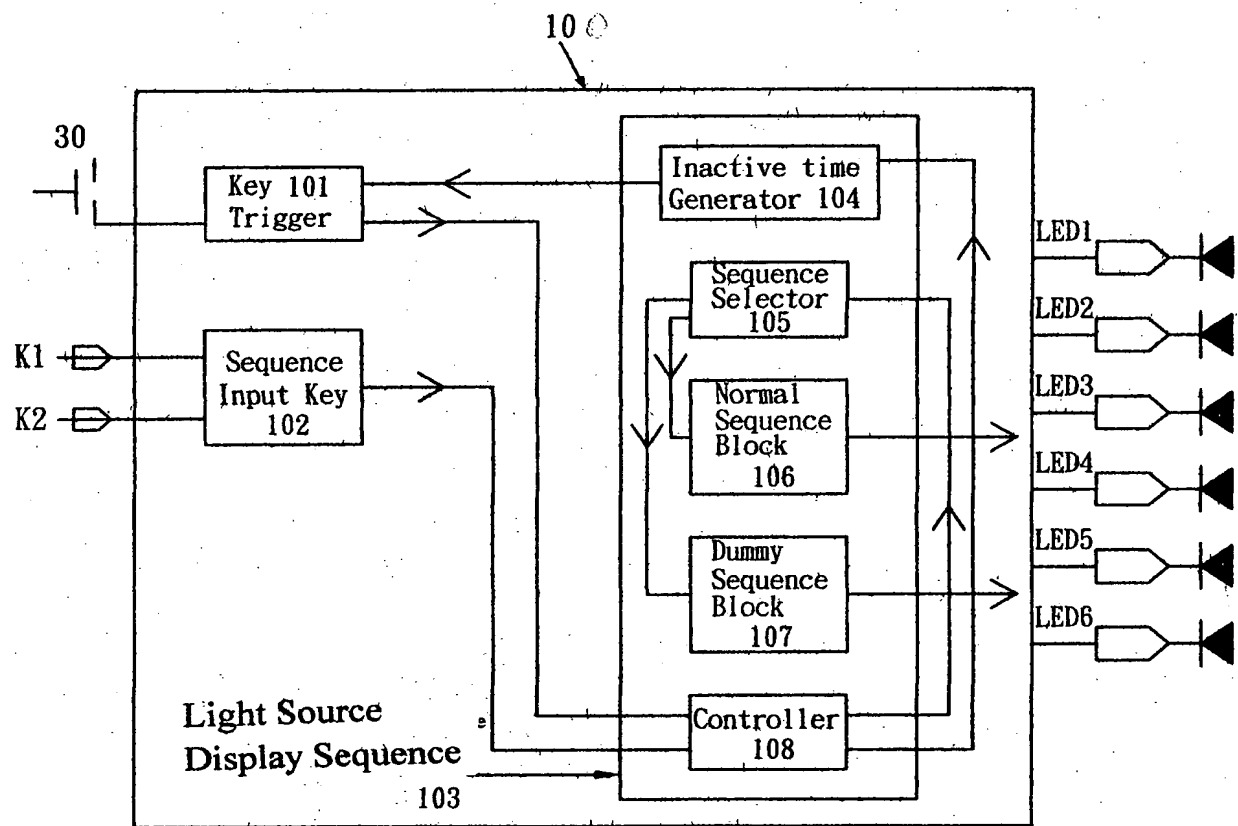 10
30
Key 101
Trigger
Inactive time
Generator 104
LED1
Sequence
Selector
105
LED2
K1
K2
Sequence
Input Key
102
Normal
Sequence
Block
106
LED3
LED4
Dummy
Sequence
Block
107
LED5
LED6
Light Source
Display Sequence
103
Controller
108